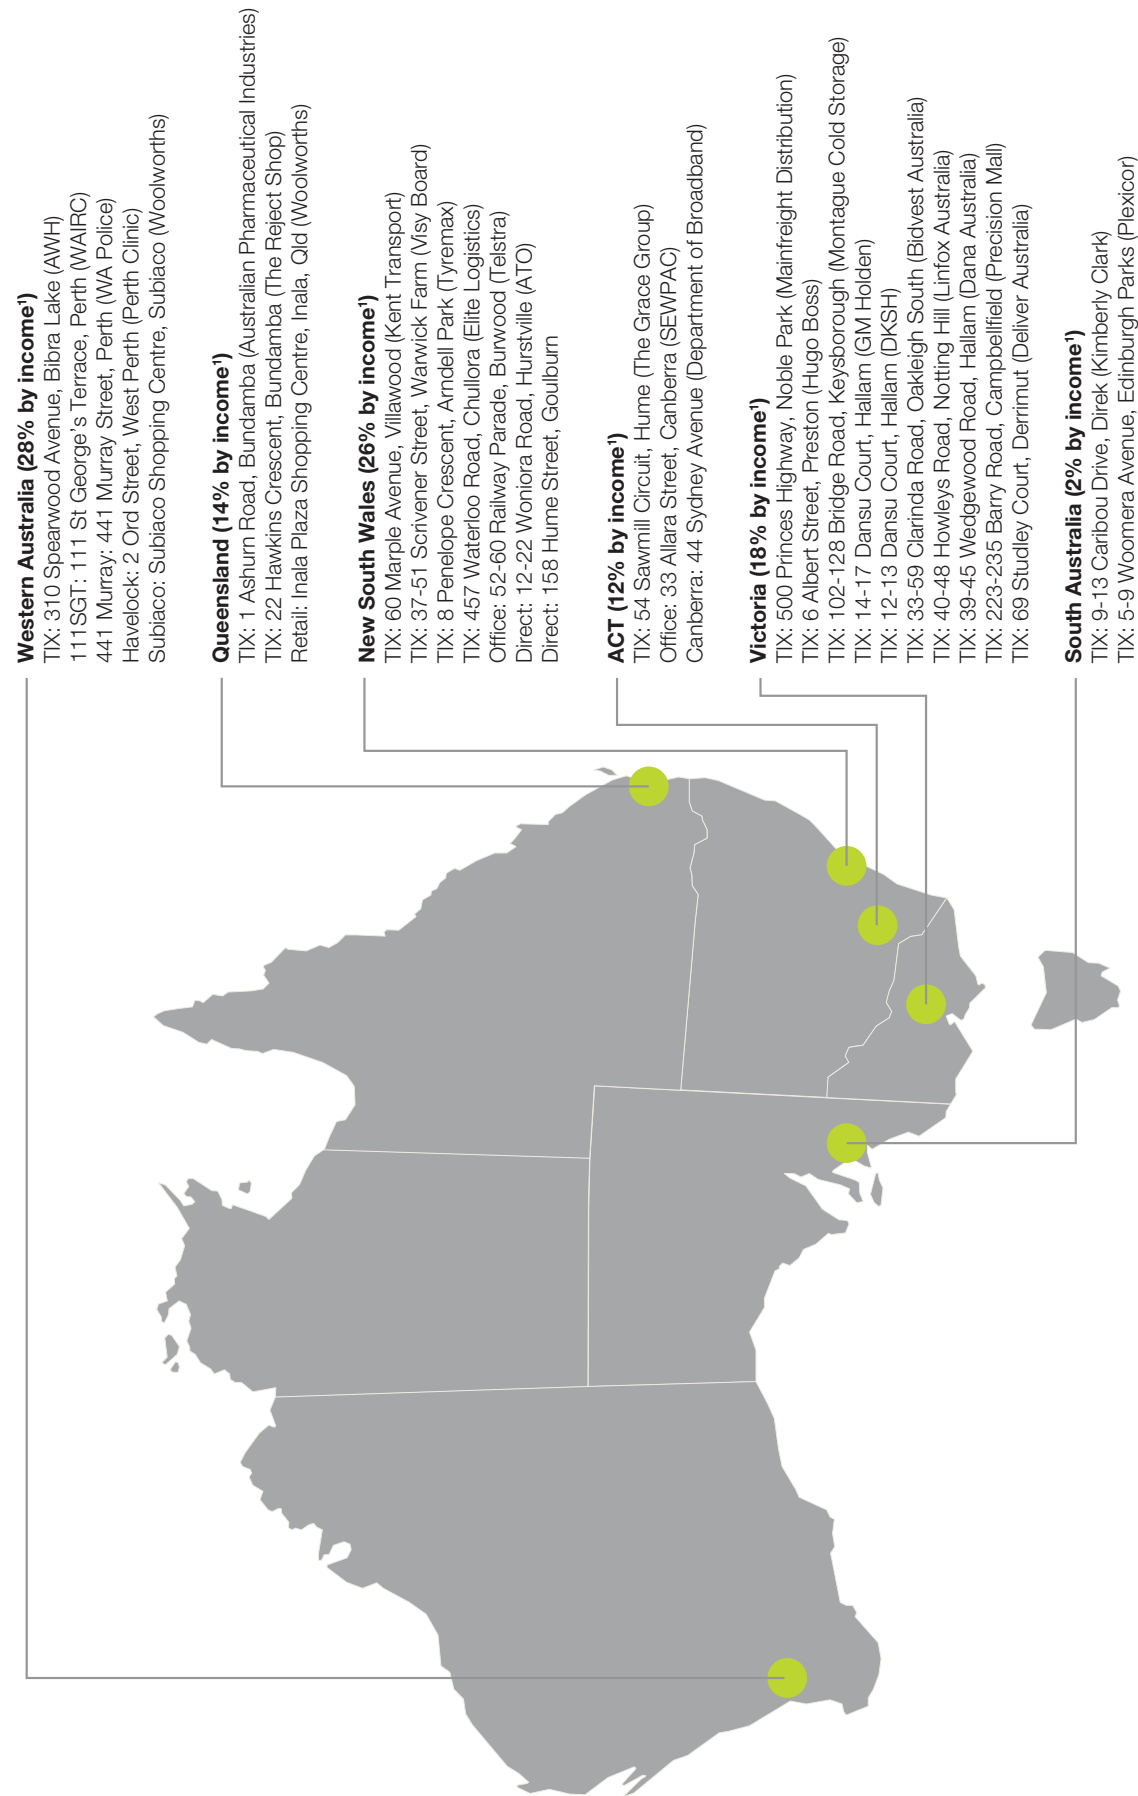 Western Australia (28% by income¹)
TIX: 310 Spearwood Avenue, Bibra Lake (AWH)
111SGT: 111 St George's Terrace, Perth (WAIRC)
441 Murray: 441 Murray Street, Perth (WA Police)
Havelock: 2 Ord Street, West Perth (Perth Clinic)
Subiaco: Subiaco Shopping Centre, Subiaco (Woolworths)
Queensland (14% by income¹)
TIX: 1 Ashurn Road, Bundamba (Australian Pharmaceutical Industries)
TIX: 22 Hawkins Crescent, Bundamba (The Reject Shop)
Retail: Inala Plaza Shopping Centre, Inala, Qld (Woolworths)
New South Wales (26% by income¹)
TIX: 60 Marple Avenue, Villawood (Kent Transport)
TIX: 37-51 Scrivener Street, Warwick Farm (Visy Board)
TIX: 8 Penelope Crescent, Arndell Park (Tyremax)
TIX: 457 Waterloo Road, Chullora (Elite Logistics)
Office: 52-60 Railway Parade, Burwood (Telstra)
Direct: 12-22 Woniora Road, Hurstville (ATO)
Direct: 158 Hume Street, Goulburn
ACT (12% by income¹)
TIX: 54 Sawmill Circuit, Hume (The Grace Group)
Office: 33 Allara Street, Canberra (SEWPAC)
Canberra: 44 Sydney Avenue (Department of Broadband)
Victoria (18% by income¹)
TIX: 500 Princes Highway, Noble Park (Mainfreight Distribution)
TIX: 6 Albert Street, Preston (Hugo Boss)
TIX: 102-128 Bridge Road, Keysborough (Montague Cold Storage)
TIX: 14-17 Dansu Court, Hallam (GM Holden)
TIX: 12-13 Dansu Court, Hallam (DKSH)
TIX: 33-59 Clarinda Road, Oakleigh South (Bidvest Australia)
TIX: 40-48 Howleys Road, Notting Hill (Linfox Australia)
TIX: 39-45 Wedgewood Road, Hallam (Dana Australia)
TIX: 223-235 Barry Road, Campbellfield (Precision Mall)
TIX: 69 Studley Court, Derrimut (Deliver Australia)
South Australia (2% by income¹)
TIX: 9-13 Caribou Drive, Direk (Kimberly Clark)
TIX: 5-9 Woomera Avenue, Edinburgh Parks (Plexicor)